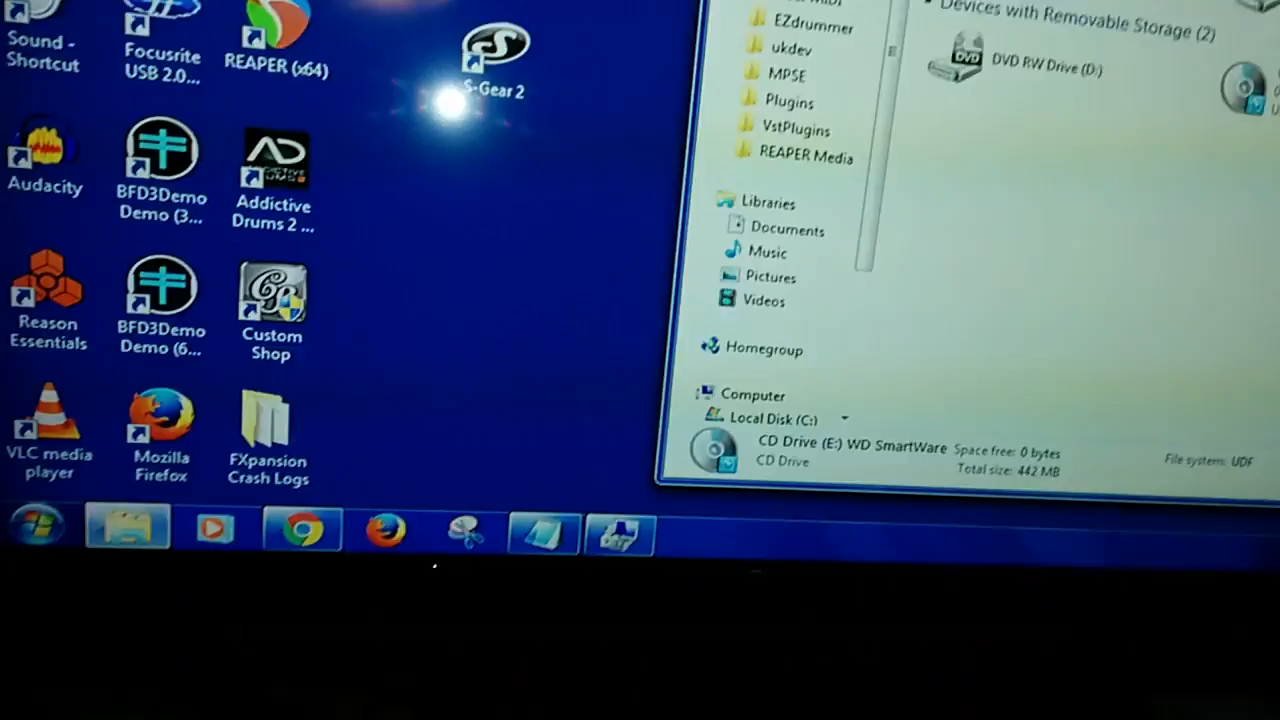 Sound -
Shortcut
Focusrite
USB 2.0...
REAPER (x64)
S-Gear 2
Audacity
BFD3Demo
Demo (3...
AD
Addictive
Drums 2 ...
Reason
Essentials
BFD3Demo
Demo (6...
Custom
Shop
VLC media
player
Mozilla
Firefox
FXpansion
Crash Logs
EZdrummer
ukdev
MPSE
Plugins
VstPlugins
REAPER Media
Libraries
Documents
Music
Pictures
Videos
Homegroup
Computer
Local Disk (C:)
Devices with Removable Storage (2)
DVD
DVD RW Drive (D:)
CD Drive (E:) WD SmartWare
CD Drive
Space free: 0 bytes
Total size: 442 MB
File system: UDF